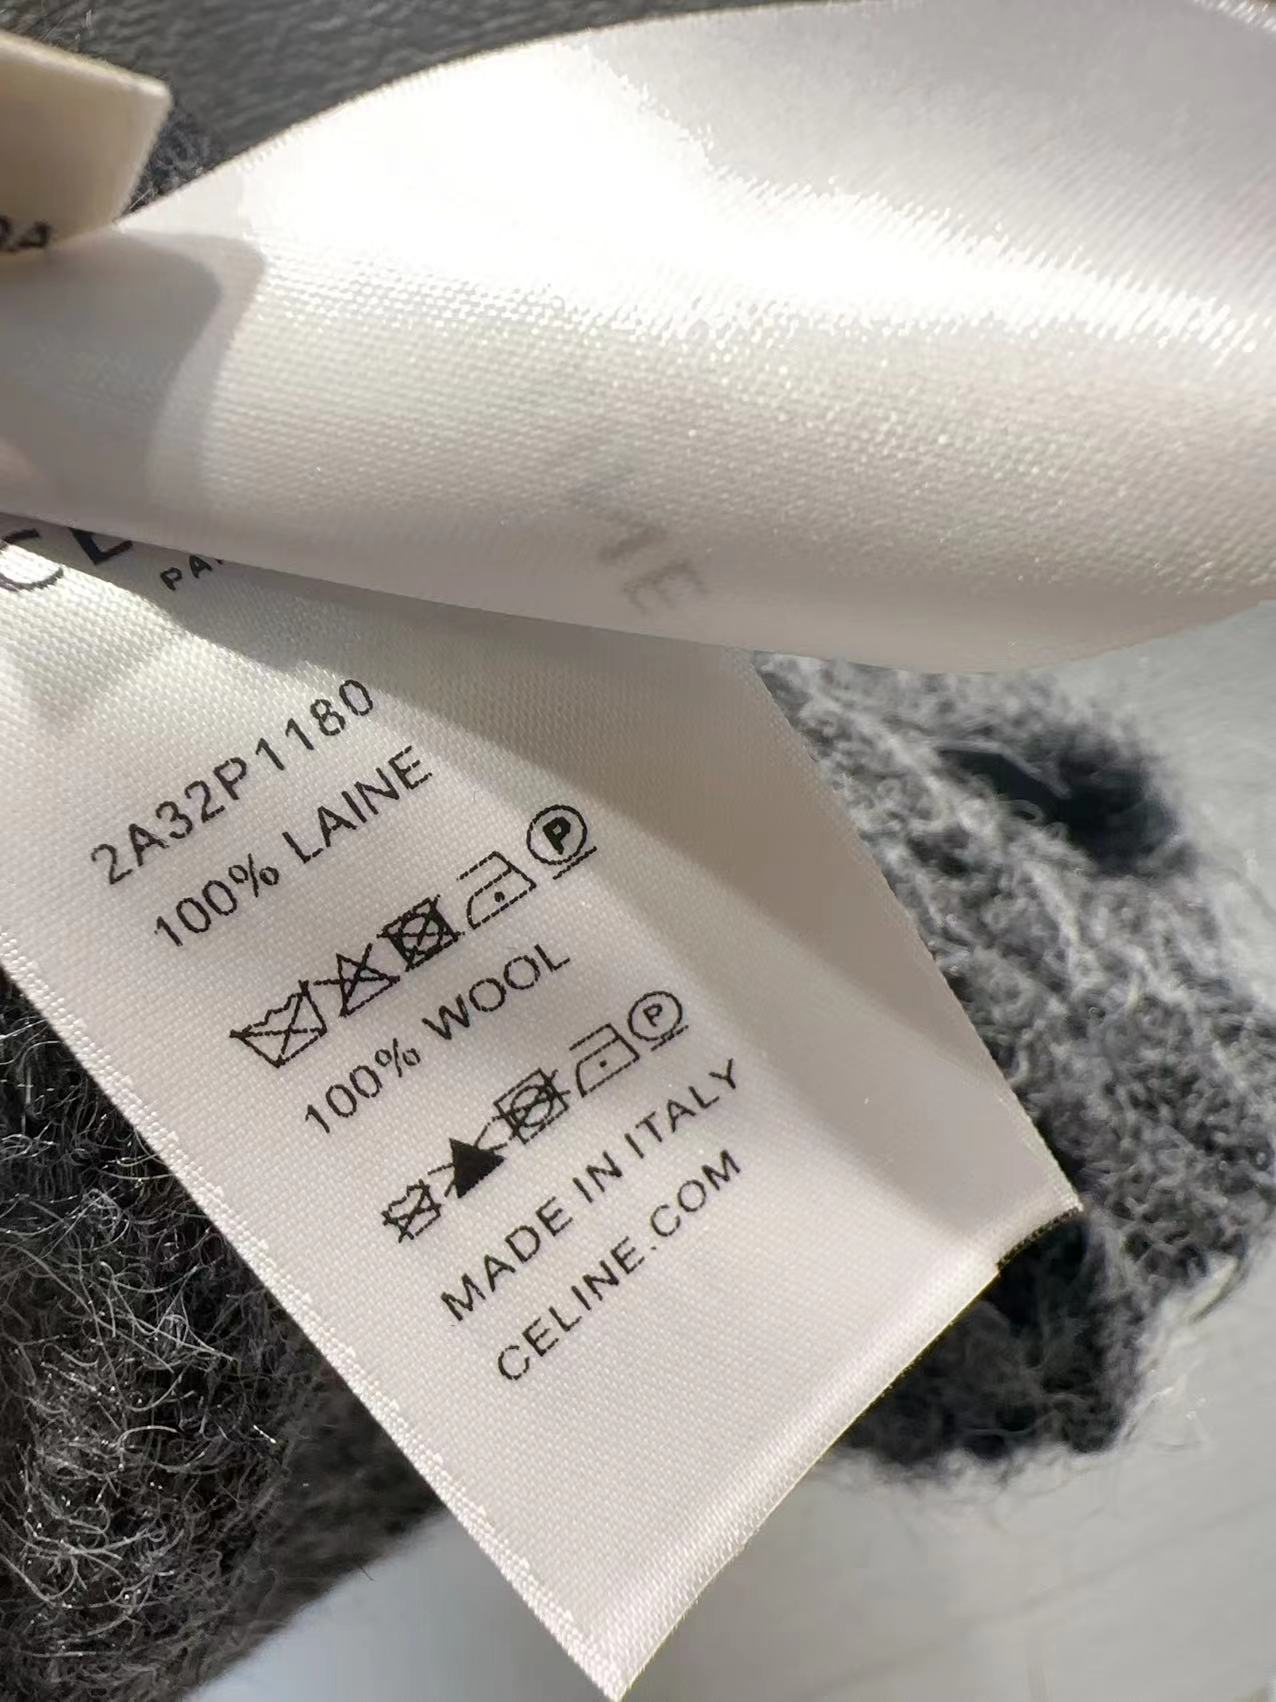 2A32P1180
100% LAINE
P
100% WOOL
P
MADE IN ITALY
CELINE.COM